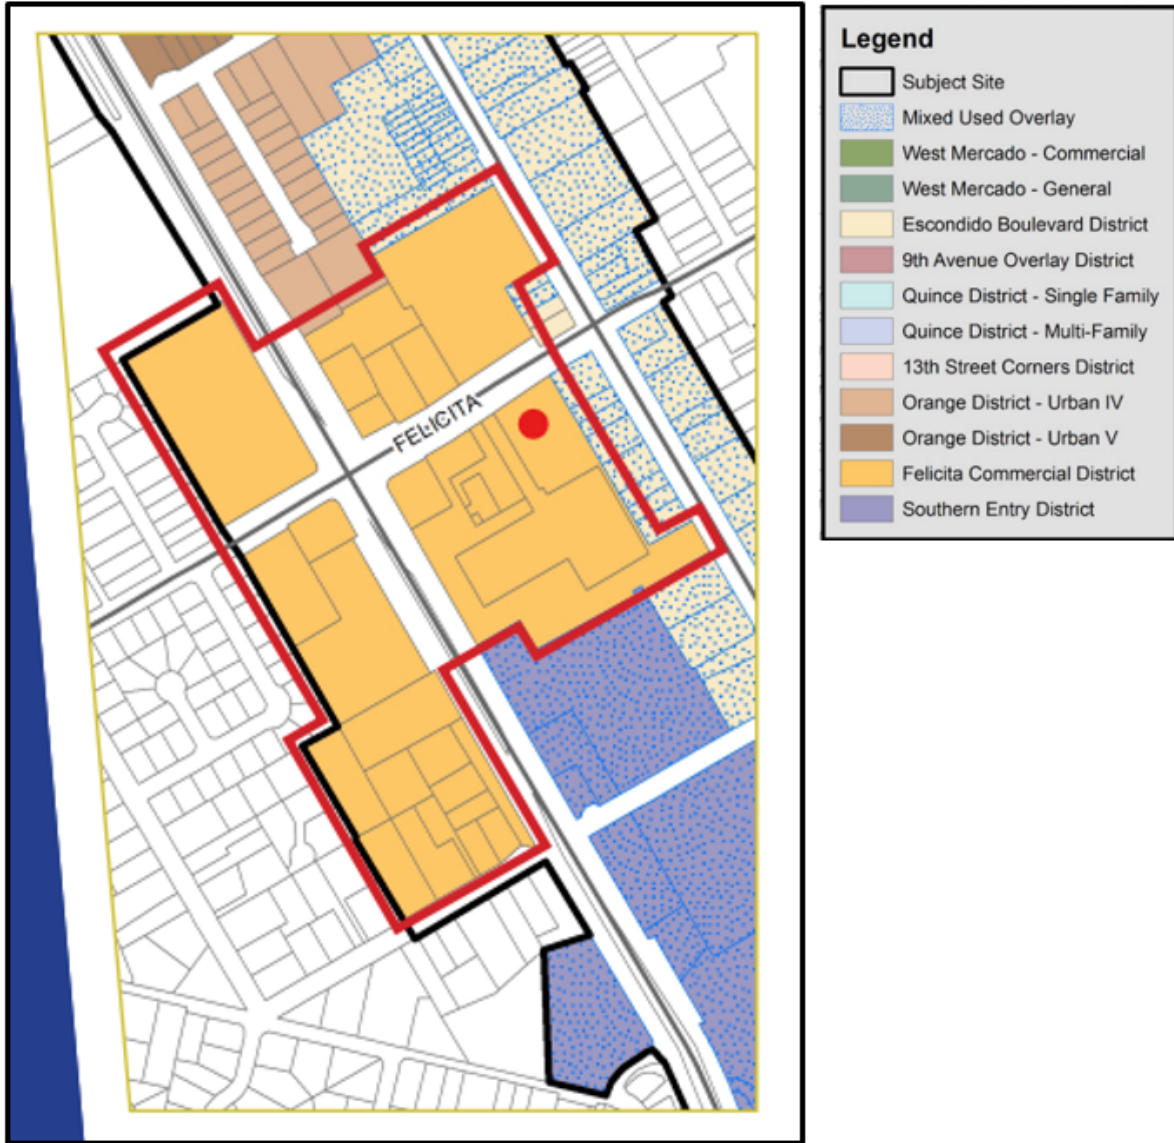 FELICITA
Legend
Subject Site
Mixed Used Overlay
West Mercado - Commercial
West Mercado - General
Escondido Boulevard District
9th Avenue Overlay District
Quince District - Single Family
Quince District - Multi-Family
13th Street Corners District
Orange District - Urban IV
Orange District - Urban V
Felicita Commercial District
Southern Entry District